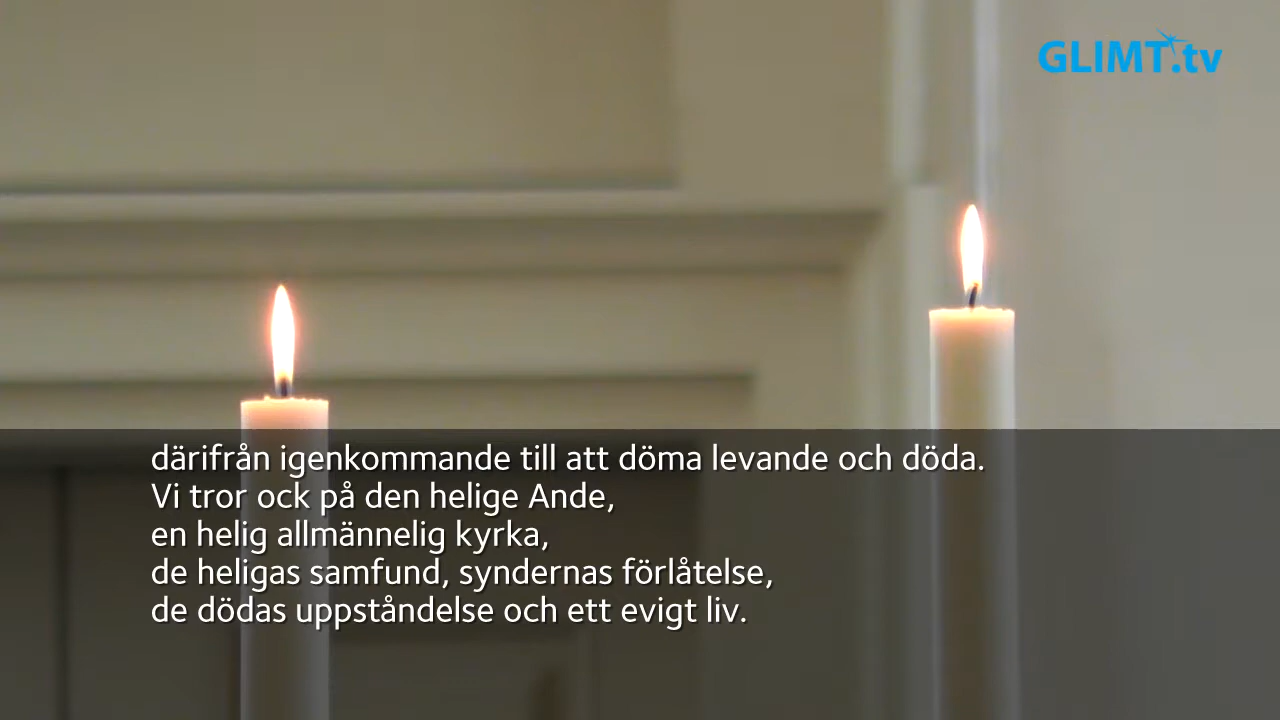 GLIMT.tv
därifrån igenkommande till att döma levande och döda.
Vi tror ock på den helige Ande,
en helig allmännelig kyrka,
de heligas samfund, syndernas förlåtelse,
de dödas uppståndelse och ett evigt liv.